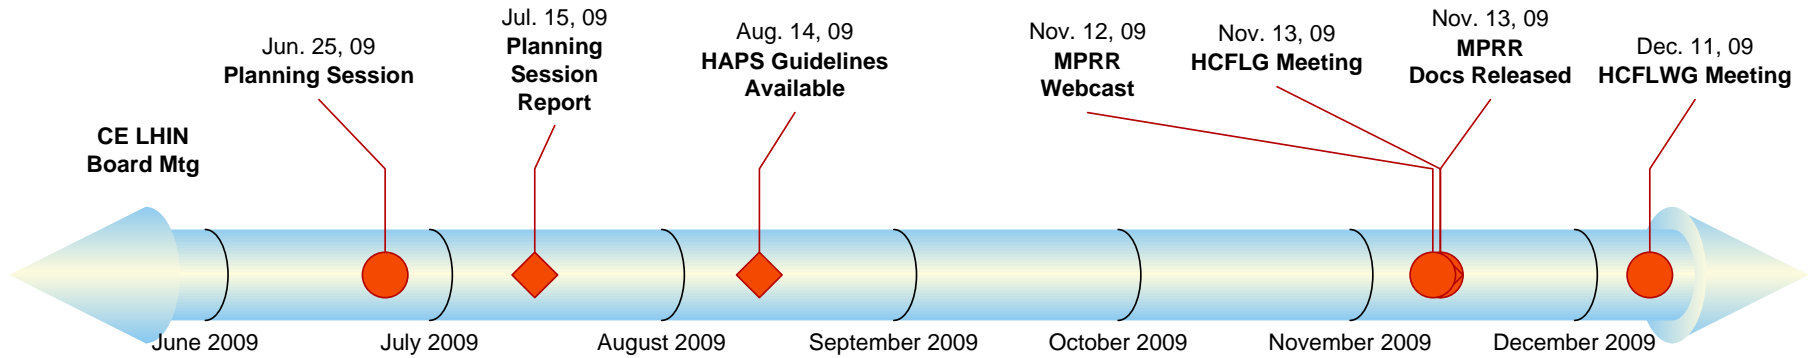 CE LHIN
Board Mtg
Jun. 25, 09
Planning Session
Jul. 15, 09
Planning
Session
Report
Aug. 14, 09
HAPS Guidelines
Available
Nov. 12, 09
MPRR
Webcast
Nov. 13, 09
HCFLG Meeting
Nov. 13, 09
MPRR
Docs Released
Dec. 11, 09
HCFLWG Meeting
June 2009
July 2009
August 2009
September 2009
October 2009
November 2009
December 2009